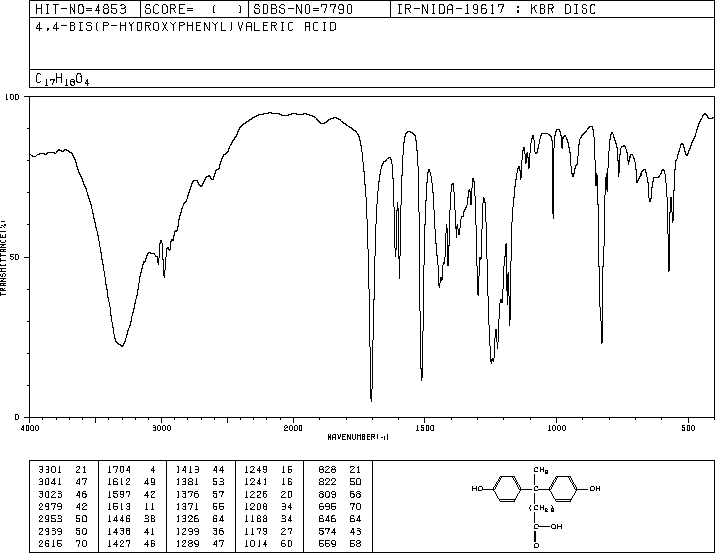 HIT-NO=4853 SCORE= ( ) SDBS-NO=7790 IR-NIDA-19617 : KBR DISC
4,4-BIS(P-HYDROXYPHENYL)VALERIC ACID
C17H18O4
100
TRANSMITTANCE(%)
50
0
4000 3000 2000 1500 1000 500
WAVENUMBER(-1)
3301 21 1704 4 1413 44 1249 16 828 21
3041 47 1612 49 1381 53 1241 16 822 50
3023 46 1597 42 1376 57 1225 20 809 68
2979 42 1513 11 1371 55 1208 34 695 70
2953 50 1446 38 1326 64 1188 34 646 64
2939 50 1438 41 1299 36 1179 27 574 43
2615 70 1427 46 1289 47 1014 60 559 58
CH3
HO OH
C
(CH2)2
C OH
O